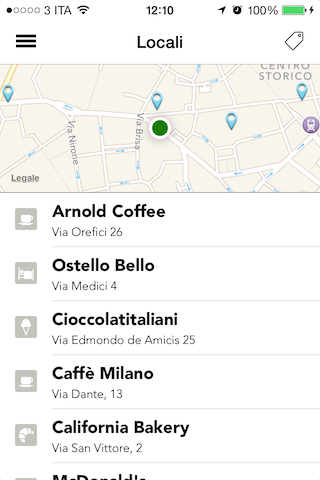 3 ITA 12:10 100%
Locali
CENTRO
STORICO
Via Nirone
Via Brisa
Legale
Arnold Coffee
Via Orefici 26
Ostello Bello
Via Medici 4
Cioccolatitaliani
Via Edmondo de Amicis 25
Caffè Milano
Via Dante, 13
California Bakery
Via San Vittore, 2
McDonald's